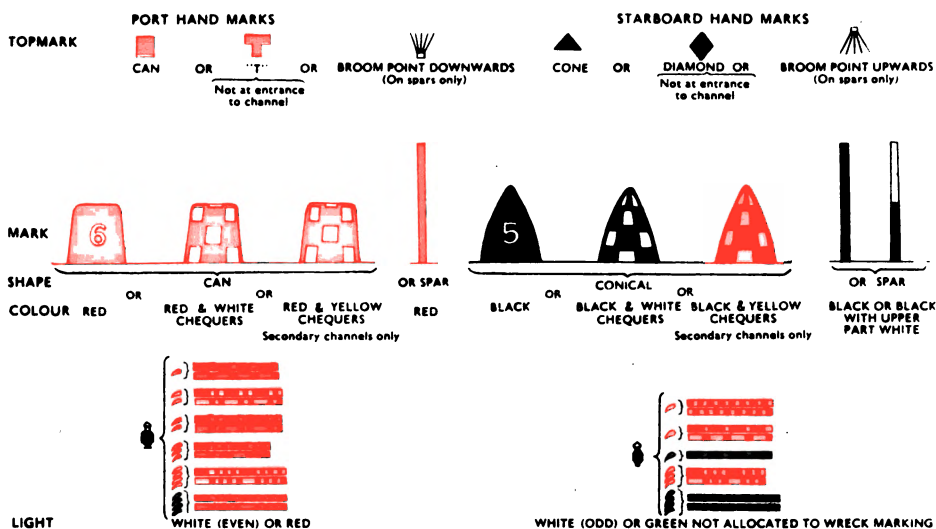 PORT HAND MARKS
STARBOARD HAND MARKS
TOPMARK
CAN OR "T" OR BROOM POINT DOWNWARDS
(On spars only)
Not at entrance
to channel
CONE OR DIAMOND OR BROOM POINT UPWARDS
(On spars only)
Not at entrance
to channel
MARK
6
5
SHAPE
CAN
OR SPAR
CONICAL
OR SPAR
COLOUR RED OR RED & WHITE CHEQUERS OR RED & YELLOW CHEQUERS
Secondary channels only
RED
BLACK OR BLACK & WHITE CHEQUERS OR BLACK & YELLOW CHEQUERS
Secondary channels only
BLACK OR BLACK
WITH UPPER
PART WHITE
LIGHT
WHITE (EVEN) OR RED
WHITE (ODD) OR GREEN NOT ALLOCATED TO WRECK MARKING